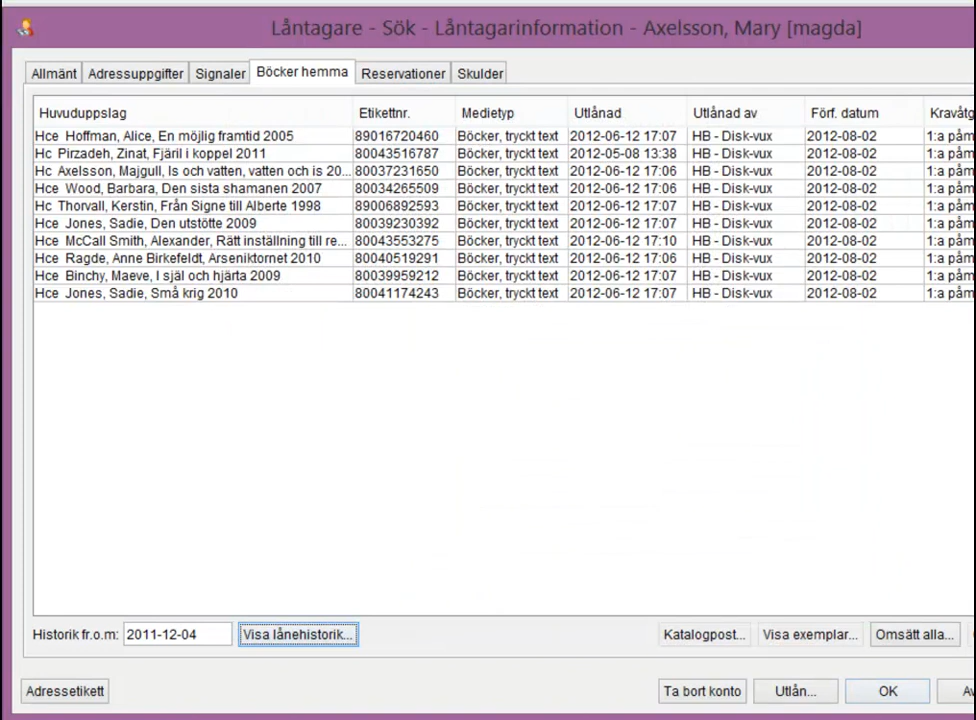 Låntagare - Sök - Låntagarinformation - Axelsson, Mary [magda]
Allmänt Adressuppgifter Signaler Böcker hemma Reservationer Skulder
Huvuduppslag Etikettnr. Medietyp Utlånad Utlånad av Förf. datum Kravåtg
Hce Hoffman, Alice, En möjlig framtid 2005 89016720460 Böcker, tryckt text 2012-06-12 17:07 HB - Disk-vux 2012-08-02 1:a påm
Hc Pirzadeh, Zinat, Fjäril i koppel 2011 80043516787 Böcker, tryckt text 2012-05-08 13:38 HB - Disk-vux 2012-08-02 1:a påm
Hc Axelsson, Majgull, Is och vatten, vatten och is 20... 80037231650 Böcker, tryckt text 2012-06-12 17:06 HB - Disk-vux 2012-08-02 1:a påm
Hce Wood, Barbara, Den sista shamanen 2007 80034265509 Böcker, tryckt text 2012-06-12 17:06 HB - Disk-vux 2012-08-02 1:a påm
Hc Thorvall, Kerstin, Från Signe till Alberte 1998 89006892593 Böcker, tryckt text 2012-06-12 17:07 HB - Disk-vux 2012-08-02 1:a påm
Hce Jones, Sadie, Den utstötte 2009 80039230392 Böcker, tryckt text 2012-06-12 17:07 HB - Disk-vux 2012-08-02 1:a påm
Hce McCall Smith, Alexander, Rätt inställning till re... 80043553275 Böcker, tryckt text 2012-06-12 17:10 HB - Disk-vux 2012-08-02 1:a påm
Hce Ragde, Anne Birkefeldt, Arseniktornet 2010 80040519291 Böcker, tryckt text 2012-06-12 17:06 HB - Disk-vux 2012-08-02 1:a påm
Hce Binchy, Maeve, I själ och hjärta 2009 80039959212 Böcker, tryckt text 2012-06-12 17:07 HB - Disk-vux 2012-08-02 1:a påm
Hce Jones, Sadie, Små krig 2010 80041174243 Böcker, tryckt text 2012-06-12 17:07 HB - Disk-vux 2012-08-02 1:a påm
Historik fr.o.m: 2011-12-04 Visa lånehistorik... Katalogpost... Visa exemplar... Omsätt alla...
Adressetikett Ta bort konto Utlån... OK Av